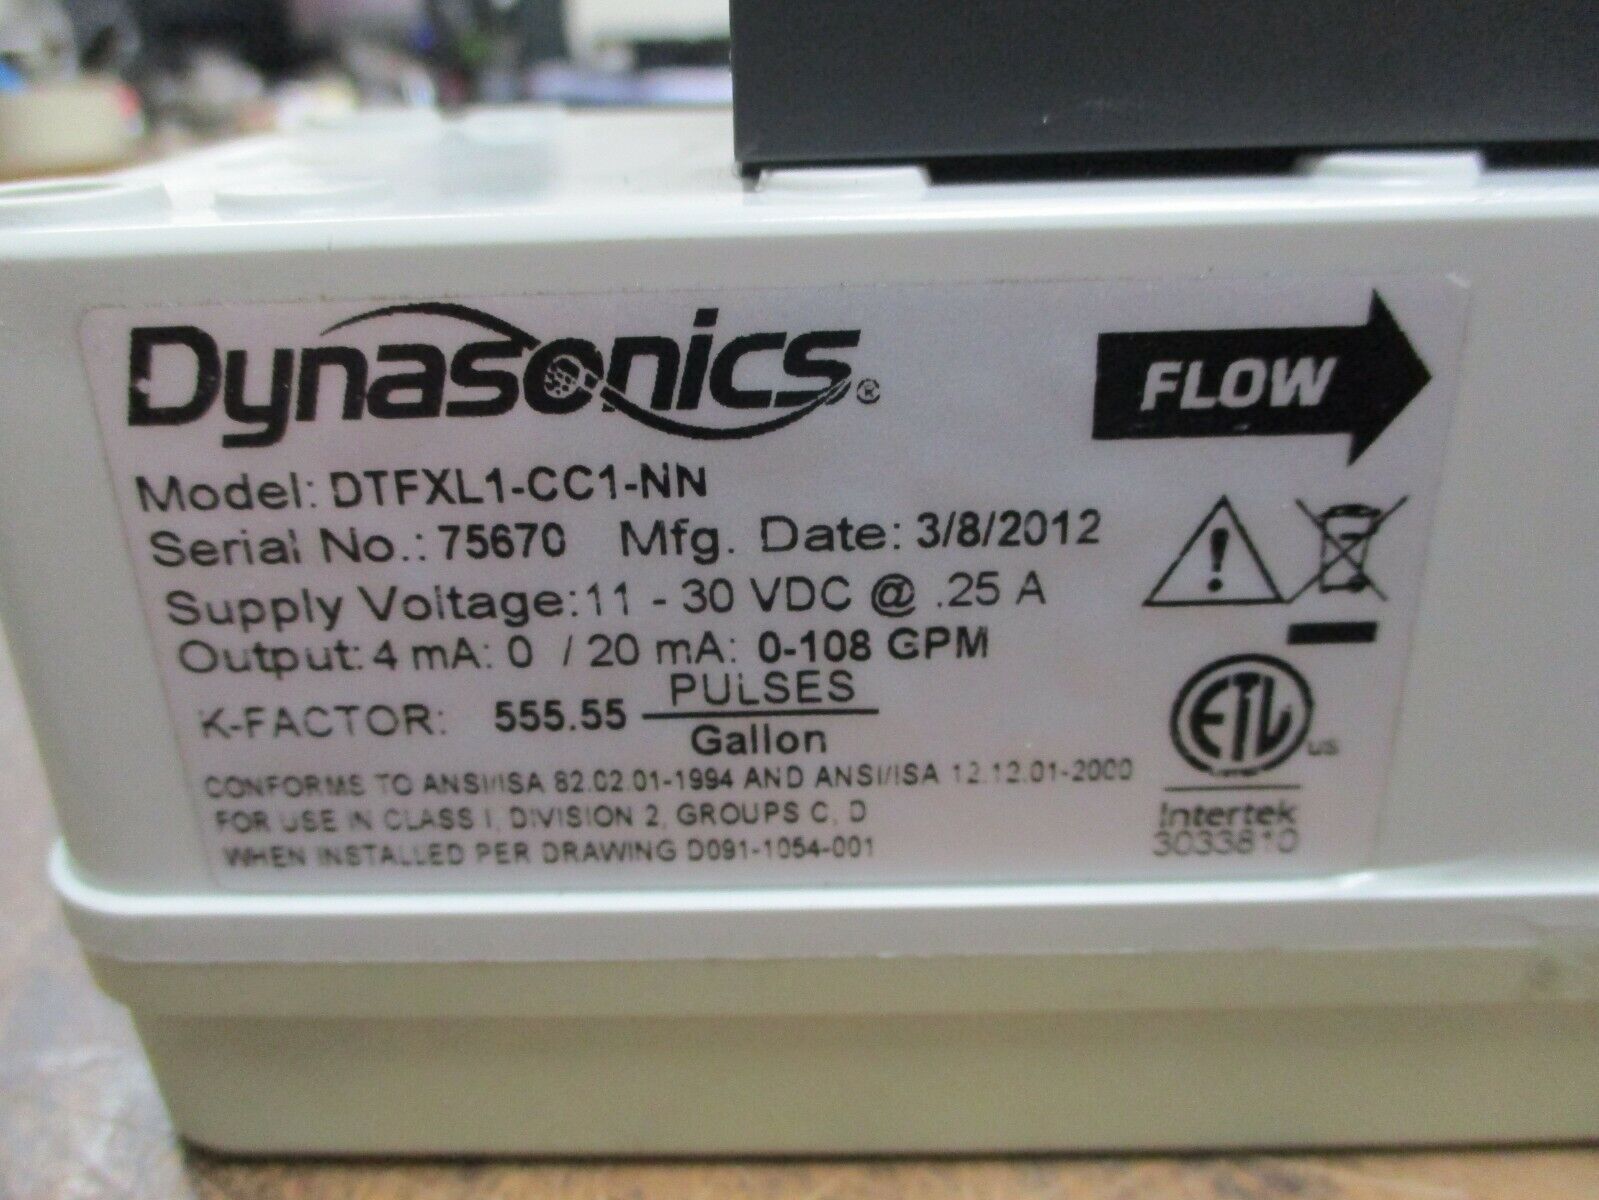 Dynasonics®
FLOW
Model: DTFXL1-CC1-NN
Serial No.: 75670 Mfg. Date: 3/8/2012
Supply Voltage: 11 - 30 VDC @ .25 A
Output: 4 mA: 0 / 20 mA: 0-108 GPM
K-FACTOR: 555.55 PULSES
Gallon
CONFORMS TO ANSI/ISA 82.02.01-1994 AND ANSI/ISA 12.12.01-2000
FOR USE IN CLASS I, DIVISION 2, GROUPS C, D
WHEN INSTALLED PER DRAWING D091-1054-001
ETL US
Intertek
3033810